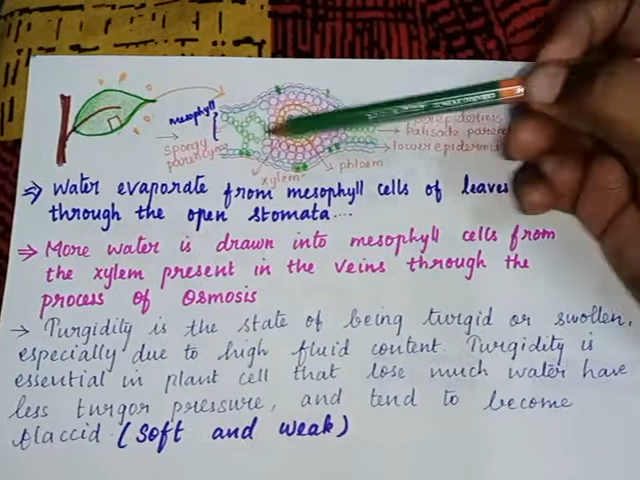 mesophyll
spongy
parenchyma
xylem
phloem
epidermis
Palisade paren
lower epidermi
⇒ Water evaporate from mesophyll cells of leaves
through the open stomata....
⇒ More water is drawn into mesophyll cells from
the xylem present in the veins through the
process of Osmosis
→ Turgidity is the state of being turgid or swollen,
especially due to high fluid content. Turgidity is
essential in plant cell that lose much water have
less turgor pressure, and tend to become
flaccid (soft and weak)